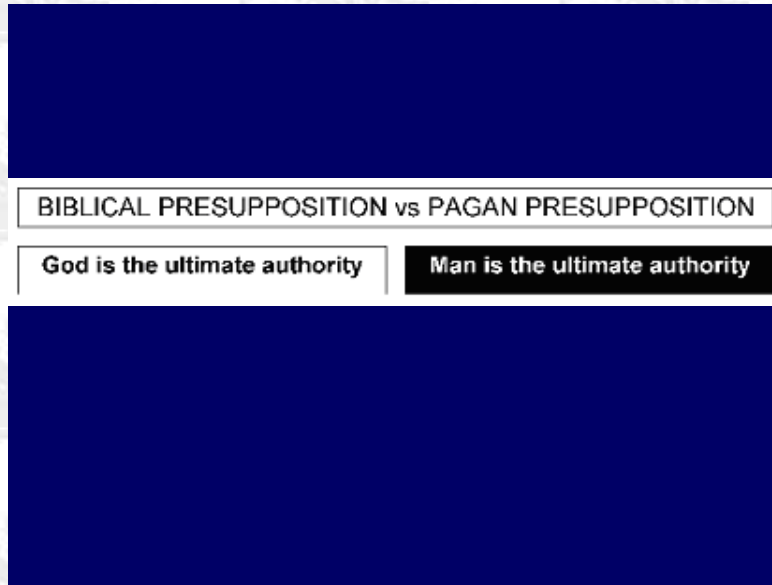 BIBLICAL PRESUPPOSITION vs PAGAN PRESUPPOSITION
God is the ultimate authority
Man is the ultimate authority